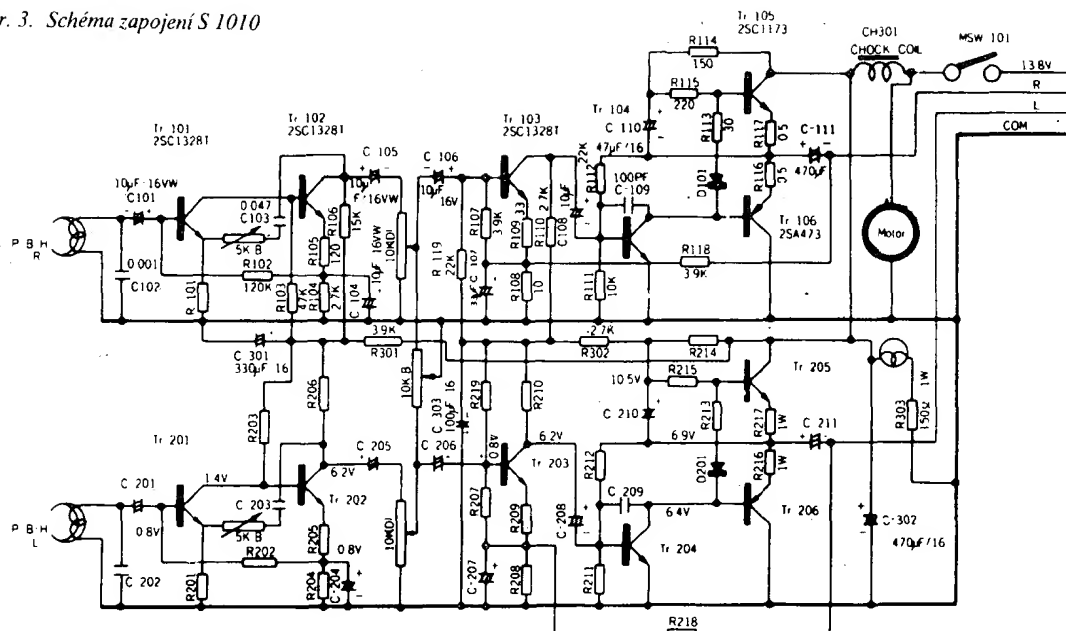 r. 3. Schéma zapojení S 1010
Tr 105
2SC1173
CH301
CHOCK COIL
MSW 101
13.8V
R
L
COM
R114
150
R115
220
R113
30
Tr 104
C 110
47µF/16
R117
0.5
R116
0.5
C-111
470µF
D101
Tr 106
2SA473
Motor
Tr 101
2SC1328T
Tr 102
2SC1328T
Tr 103
2SC1328T
C 105
10µF
16VW
C 106
10µF
16V
10µF-16VW
C101
0.047
C103
5K B
R102
120K
R 101
R103
47K
R104
2.7K
R105
120
R106
15K
C 104
10µF 16VW
10K(D)
R 119
22K
R107
39K
R109
33
R108
10
R110
2.7K
C108
10µF
33µF C-107
R112
22K
100PF
C-109
R111
10K
R118
3.9K
P B H
R
0.001
C102
C 301
330µF 16
3.9K
R301
2.7K
R302
R214
10K B
C 303
100µF 16
R206
R203
R219
R210
C 210
10.5V
R215
R213
Tr 205
R217
1W
R216
1W
C 211
R303
150Ω 1W
Tr 201
1.4V
C 201
0.8V
C 203
5K B
R202
R201
6.2V
Tr 202
C 205
R205
0.8V
R204
C-204
10K(D)
C 206
0.8V
Tr 203
6.2V
R207
R209
R208
C-207
C-208
R212
R211
C 209
6.9V
6.4V
D201
Tr 204
Tr 206
C-302
470µF/16
P B H
L
C 202
R218